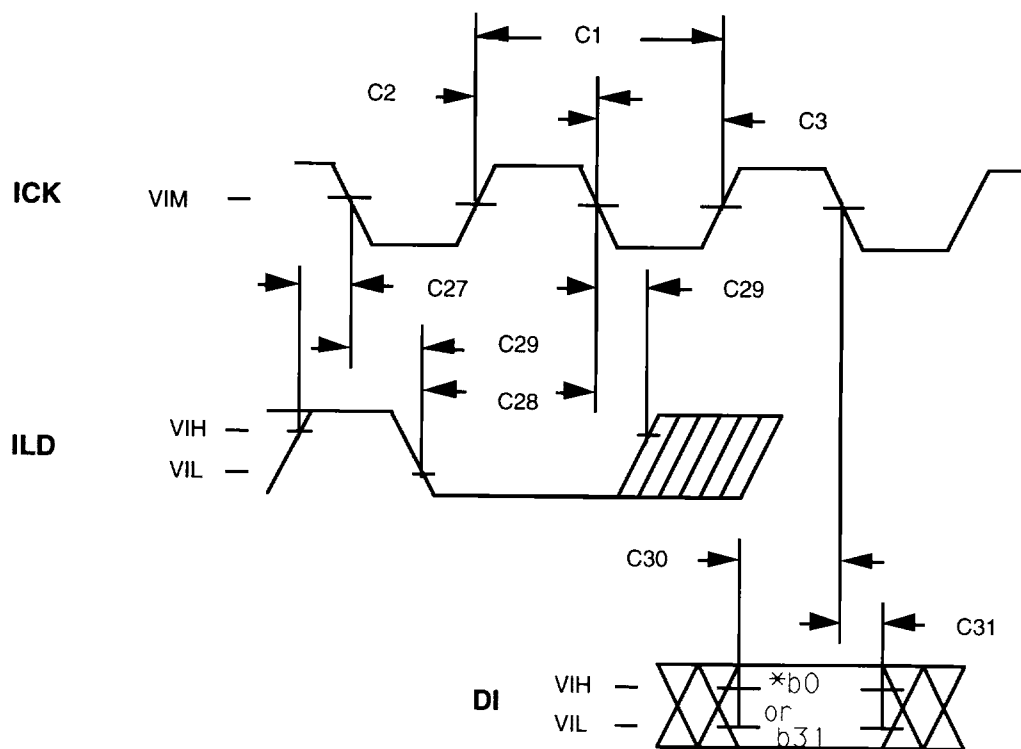 C1
C2
C3
ICK
VIM
C27
C29
C29
C28
ILD
VIH
VIL
C30
C31
DI
VIH
VIL
*b0
or
b31